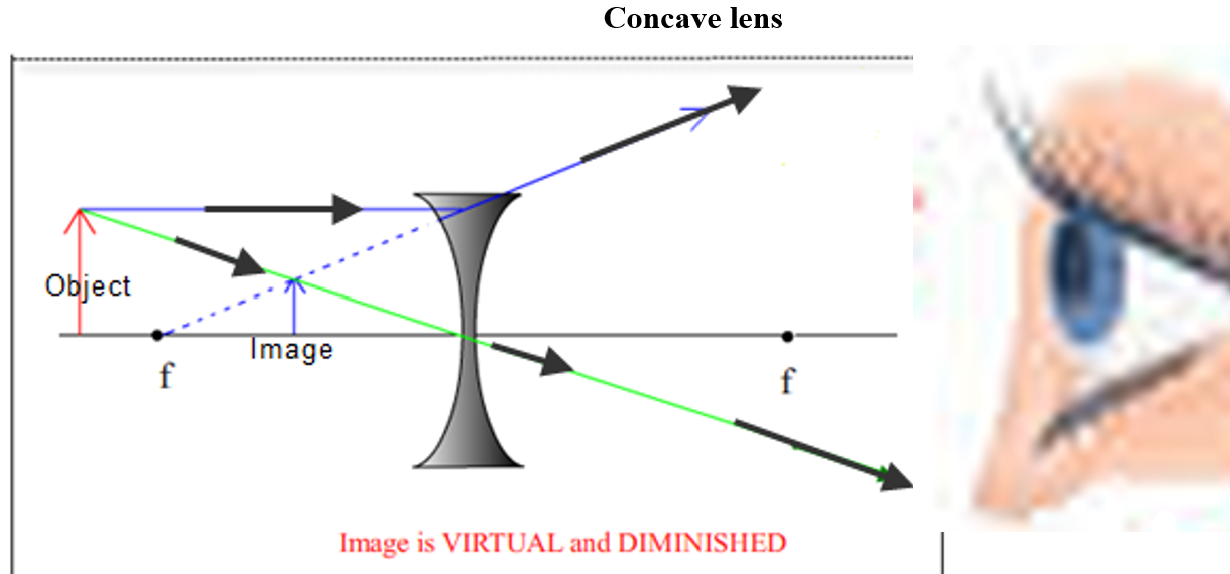 Concave lens
Object
Image
f
f
Image is VIRTUAL and DIMINISHED